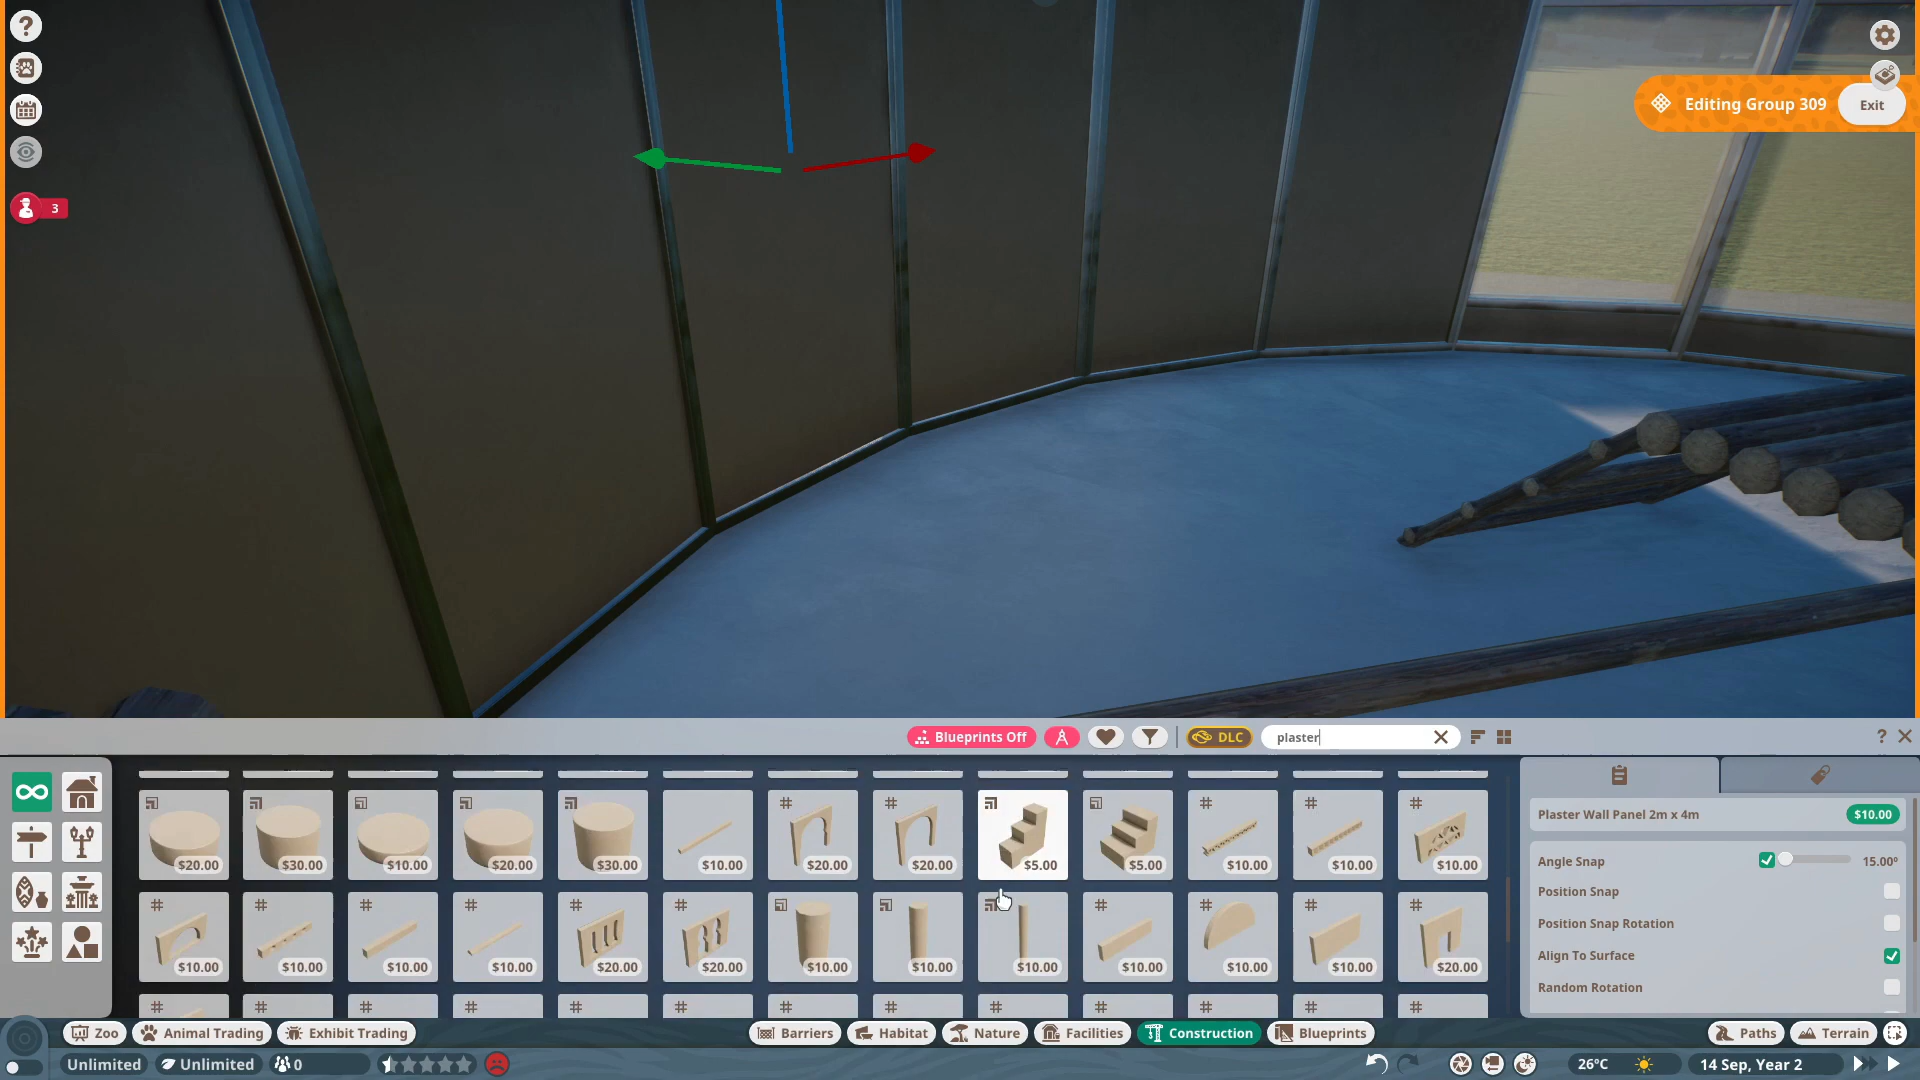 ?
Editing Group 309
Exit
3
Blueprints Off
DLC
plaster
?
$20.00
$30.00
$10.00
$20.00
$30.00
$10.00
$20.00
$20.00
$5.00
$5.00
$10.00
$10.00
$10.00
$10.00
$10.00
$10.00
$10.00
$20.00
$20.00
$10.00
$10.00
$10.00
$10.00
$10.00
$10.00
$20.00
Plaster Wall Panel 2m x 4m
$10.00
Angle Snap
15.00°
Position Snap
Position Snap Rotation
Align To Surface
Random Rotation
Zoo
Animal Trading
Exhibit Trading
Barriers
Habitat
Nature
Facilities
Construction
Blueprints
Paths
Terrain
Unlimited
Unlimited
0
26°C
14 Sep, Year 2